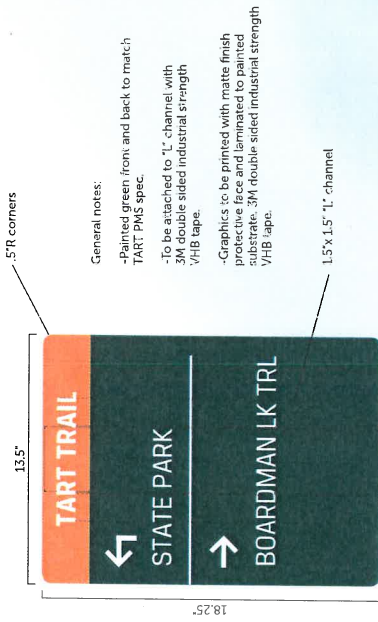 .5"R corners
13.5"
18.25"
TART TRAIL
STATE PARK
BOARDMAN LK TRL
General notes:
-Painted green front and back to match
TART PMS spec.
-To be attached to "L" channel with
3M double sided industrial strength
VHB tape.
-Graphics to be printed with matte finish
protective face and laminated to painted
substrate. 3M double sided industrial strength
VHB tape.
1.5"x 1.5" "L" channel